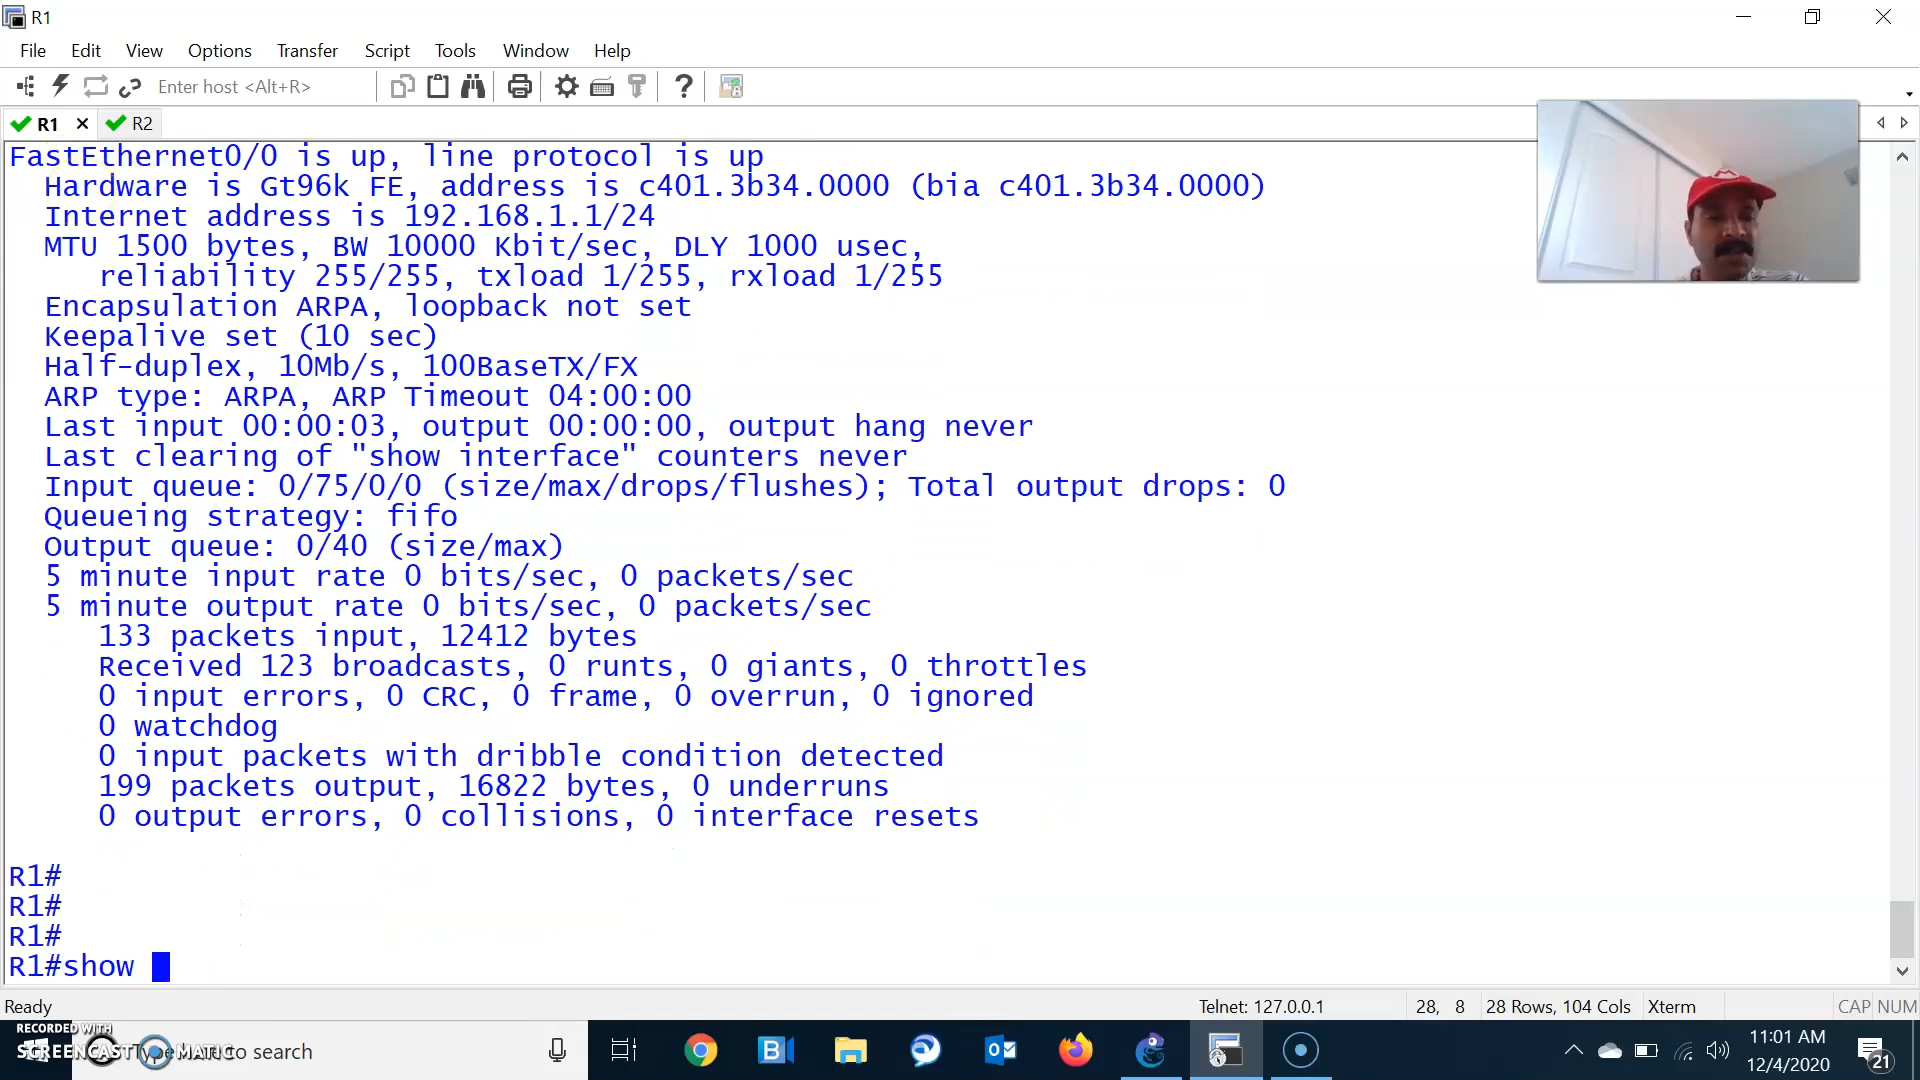 R1
File Edit View Options Transfer Script Tools Window Help
Enter host <Alt+R>
R1 R2
FastEthernet0/0 is up, line protocol is up
Hardware is Gt96k FE, address is c401.3b34.0000 (bia c401.3b34.0000)
Internet address is 192.168.1.1/24
MTU 1500 bytes, BW 10000 Kbit/sec, DLY 1000 usec,
reliability 255/255, txload 1/255, rxload 1/255
Encapsulation ARPA, loopback not set
Keepalive set (10 sec)
Half-duplex, 10Mb/s, 100BaseTX/FX
ARP type: ARPA, ARP Timeout 04:00:00
Last input 00:00:03, output 00:00:00, output hang never
Last clearing of "show interface" counters never
Input queue: 0/75/0/0 (size/max/drops/flushes); Total output drops: 0
Queueing strategy: fifo
Output queue: 0/40 (size/max)
5 minute input rate 0 bits/sec, 0 packets/sec
5 minute output rate 0 bits/sec, 0 packets/sec
133 packets input, 12412 bytes
Received 123 broadcasts, 0 runts, 0 giants, 0 throttles
0 input errors, 0 CRC, 0 frame, 0 overrun, 0 ignored
0 watchdog
0 input packets with dribble condition detected
199 packets output, 16822 bytes, 0 underruns
0 output errors, 0 collisions, 0 interface resets
R1#
R1#
R1#
R1#show
Ready Telnet: 127.0.0.1 28, 8 28 Rows, 104 Cols Xterm CAP NUM
RECORDED WITH
SCREENCAST MATIC
to search
11:01 AM
12/4/2020
21